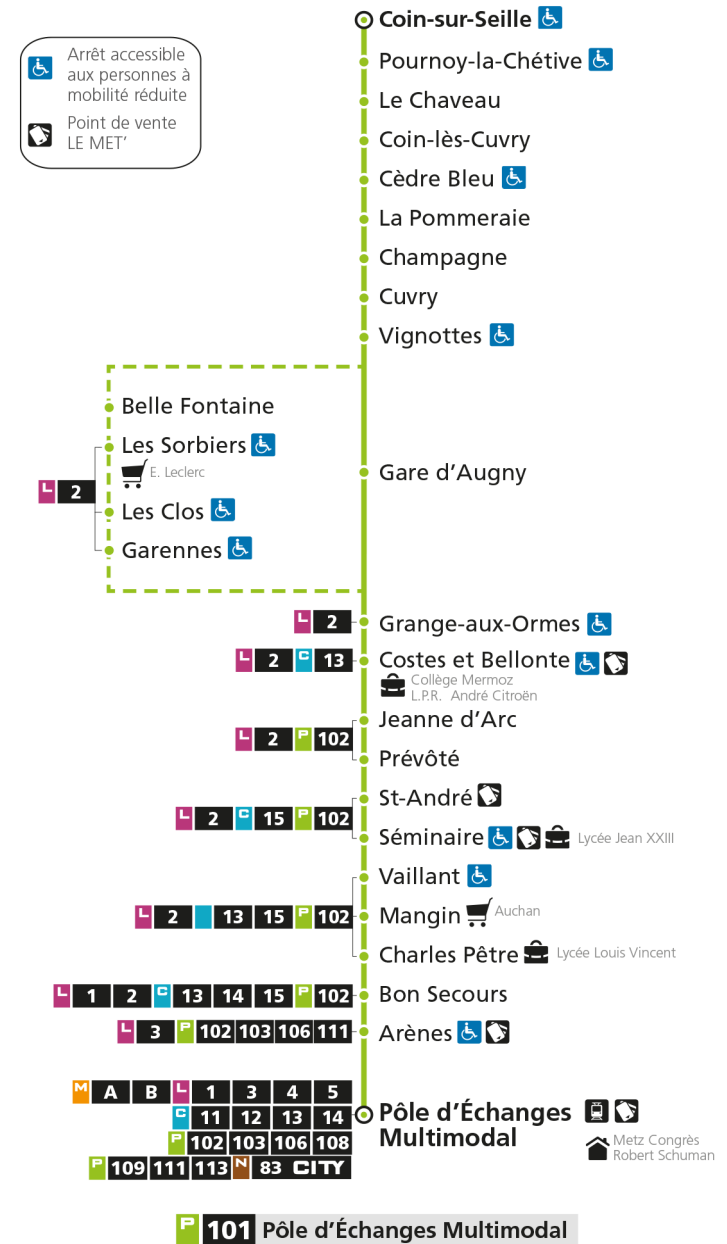 Coin-sur-Seille
Arrêt accessible
aux personnes à
mobilité réduite
Point de vente
LE MET'
Pournoy-la-Chétive
Le Chaveau
Coin-lès-Cuvry
Cèdre Bleu
La Pommeraie
Champagne
Cuvry
Vignottes
Belle Fontaine
Les Sorbiers
E. Leclerc
L 2
Les Clos
Garennes
Gare d'Augny
L 2 Grange-aux-Ormes
L 2 C 13 Costes et Bellonte
Collège Mermoz
L.P.R. André Citroën
Jeanne d'Arc
L 2 P 102
Prévôté
St-André
L 2 C 15 P 102
Séminaire Lycée Jean XXIII
Vaillant
L 2 13 15 P 102 Mangin Auchan
Charles Pêtre Lycée Louis Vincent
L 1 2 C 13 14 15 P 102 Bon Secours
L 3 P 102 103 106 111 Arènes
M A B L 1 3 4 5
C 11 12 13 14 Pôle d'Échanges
Multimodal
P 102 103 106 108
Metz Congrès
Robert Schuman
P 109 111 113 N 83 CITY
P 101 Pôle d'Échanges Multimodal